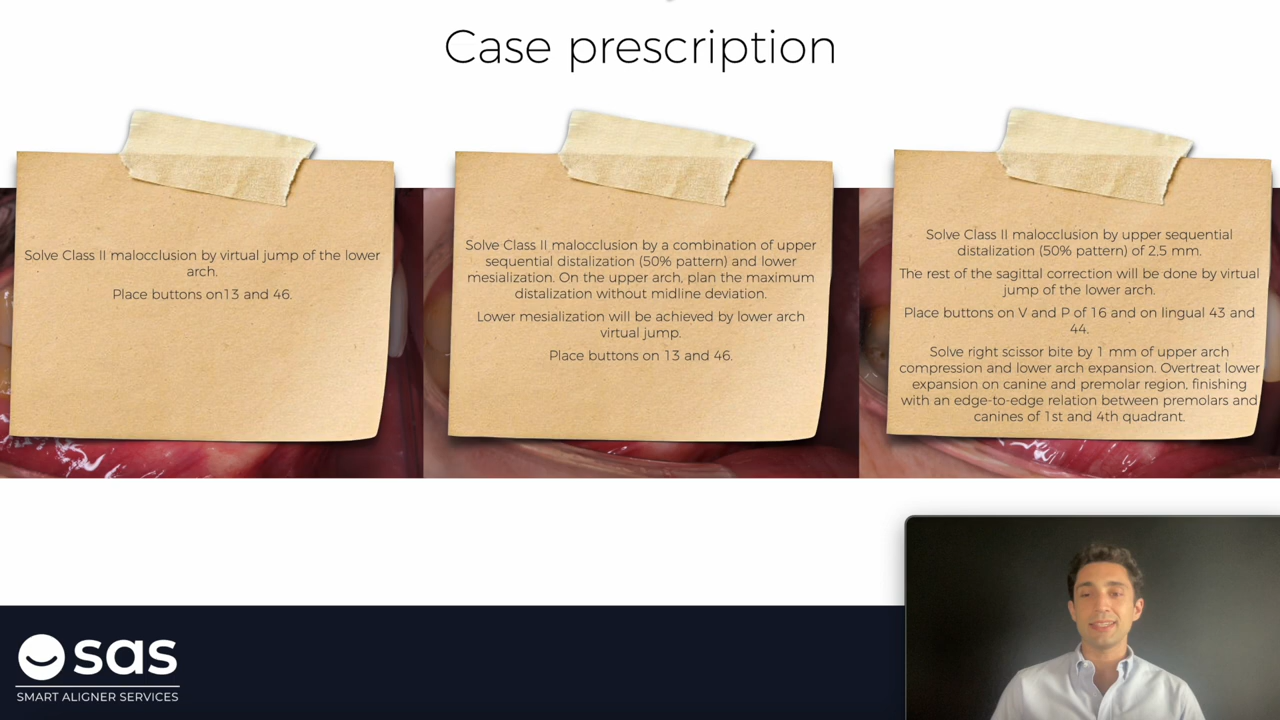 Case prescription
Solve Class II malocclusion by virtual jump of the lower
arch.
Place buttons on13 and 46.
Solve Class II malocclusion by a combination of upper
sequential distalization (50% pattern) and lower
mesialization. On the upper arch, plan the maximum
distalization without midline deviation.
Lower mesialization will be achieved by lower arch
virtual jump.
Place buttons on 13 and 46.
Solve Class II malocclusion by upper sequential
distalization (50% pattern) of 2.5 mm.
The rest of the sagittal correction will be done by virtual
jump of the lower arch.
Place buttons on V and P of 16 and on lingual 43 and
44.
Solve right scissor bite by 1 mm of upper arch
compression and lower arch expansion. Overtreat lower
expansion on canine and premolar region, finishing
with an edge-to-edge relation between premolars and
canines of 1st and 4th quadrant.
sas
SMART ALIGNER SERVICES